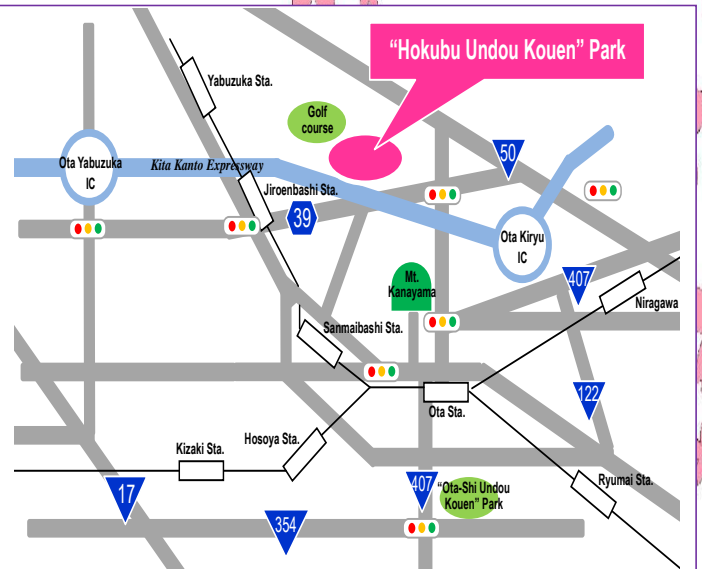 “Hokubu Undou Kouen” Park
Yabuzuka Sta.
Golf
course
Ota Yabuzuka
IC
Kita Kanto Expressway
50
Jiroenbashi Sta.
39
Ota Kiryu
IC
Mt.
Kanayama
407
Niragawa
Sanmaibashi Sta.
122
Ota Sta.
Hosoya Sta.
Kizaki Sta.
Ryumai Sta.
17
407
“Ota-Shi Undou
Kouen” Park
354